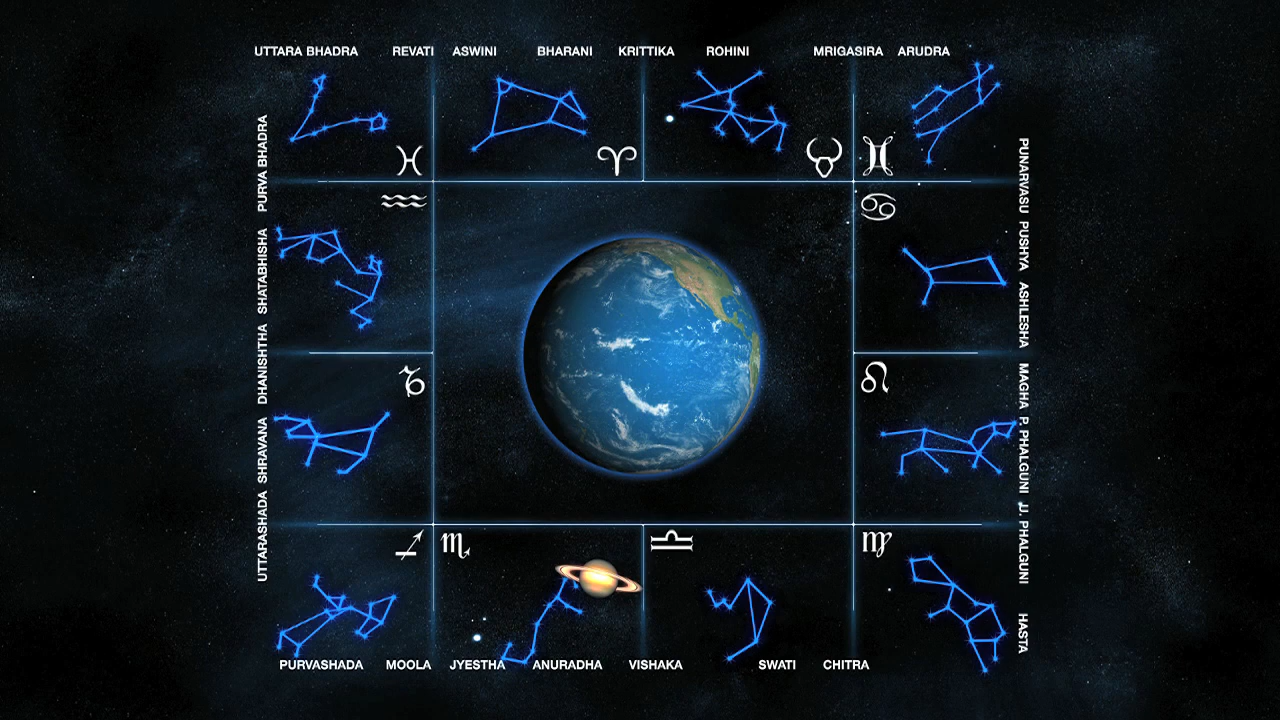 UTTARA BHADRA REVATI ASWINI BHARANI KRITTIKA ROHINI MRIGASIRA ARUDRA
PUNARVASU PUSHYA ASHLESHA MAGHA P. PHALGUNI U. PHALGUNI HASTA
PURVA BHADRA
SHATABHISHA
DHANISHTHA
SHRAVANA
UTTARASHADA
PURVASHADA MOOLA JYESTHA ANURADHA VISHAKA SWATI CHITRA